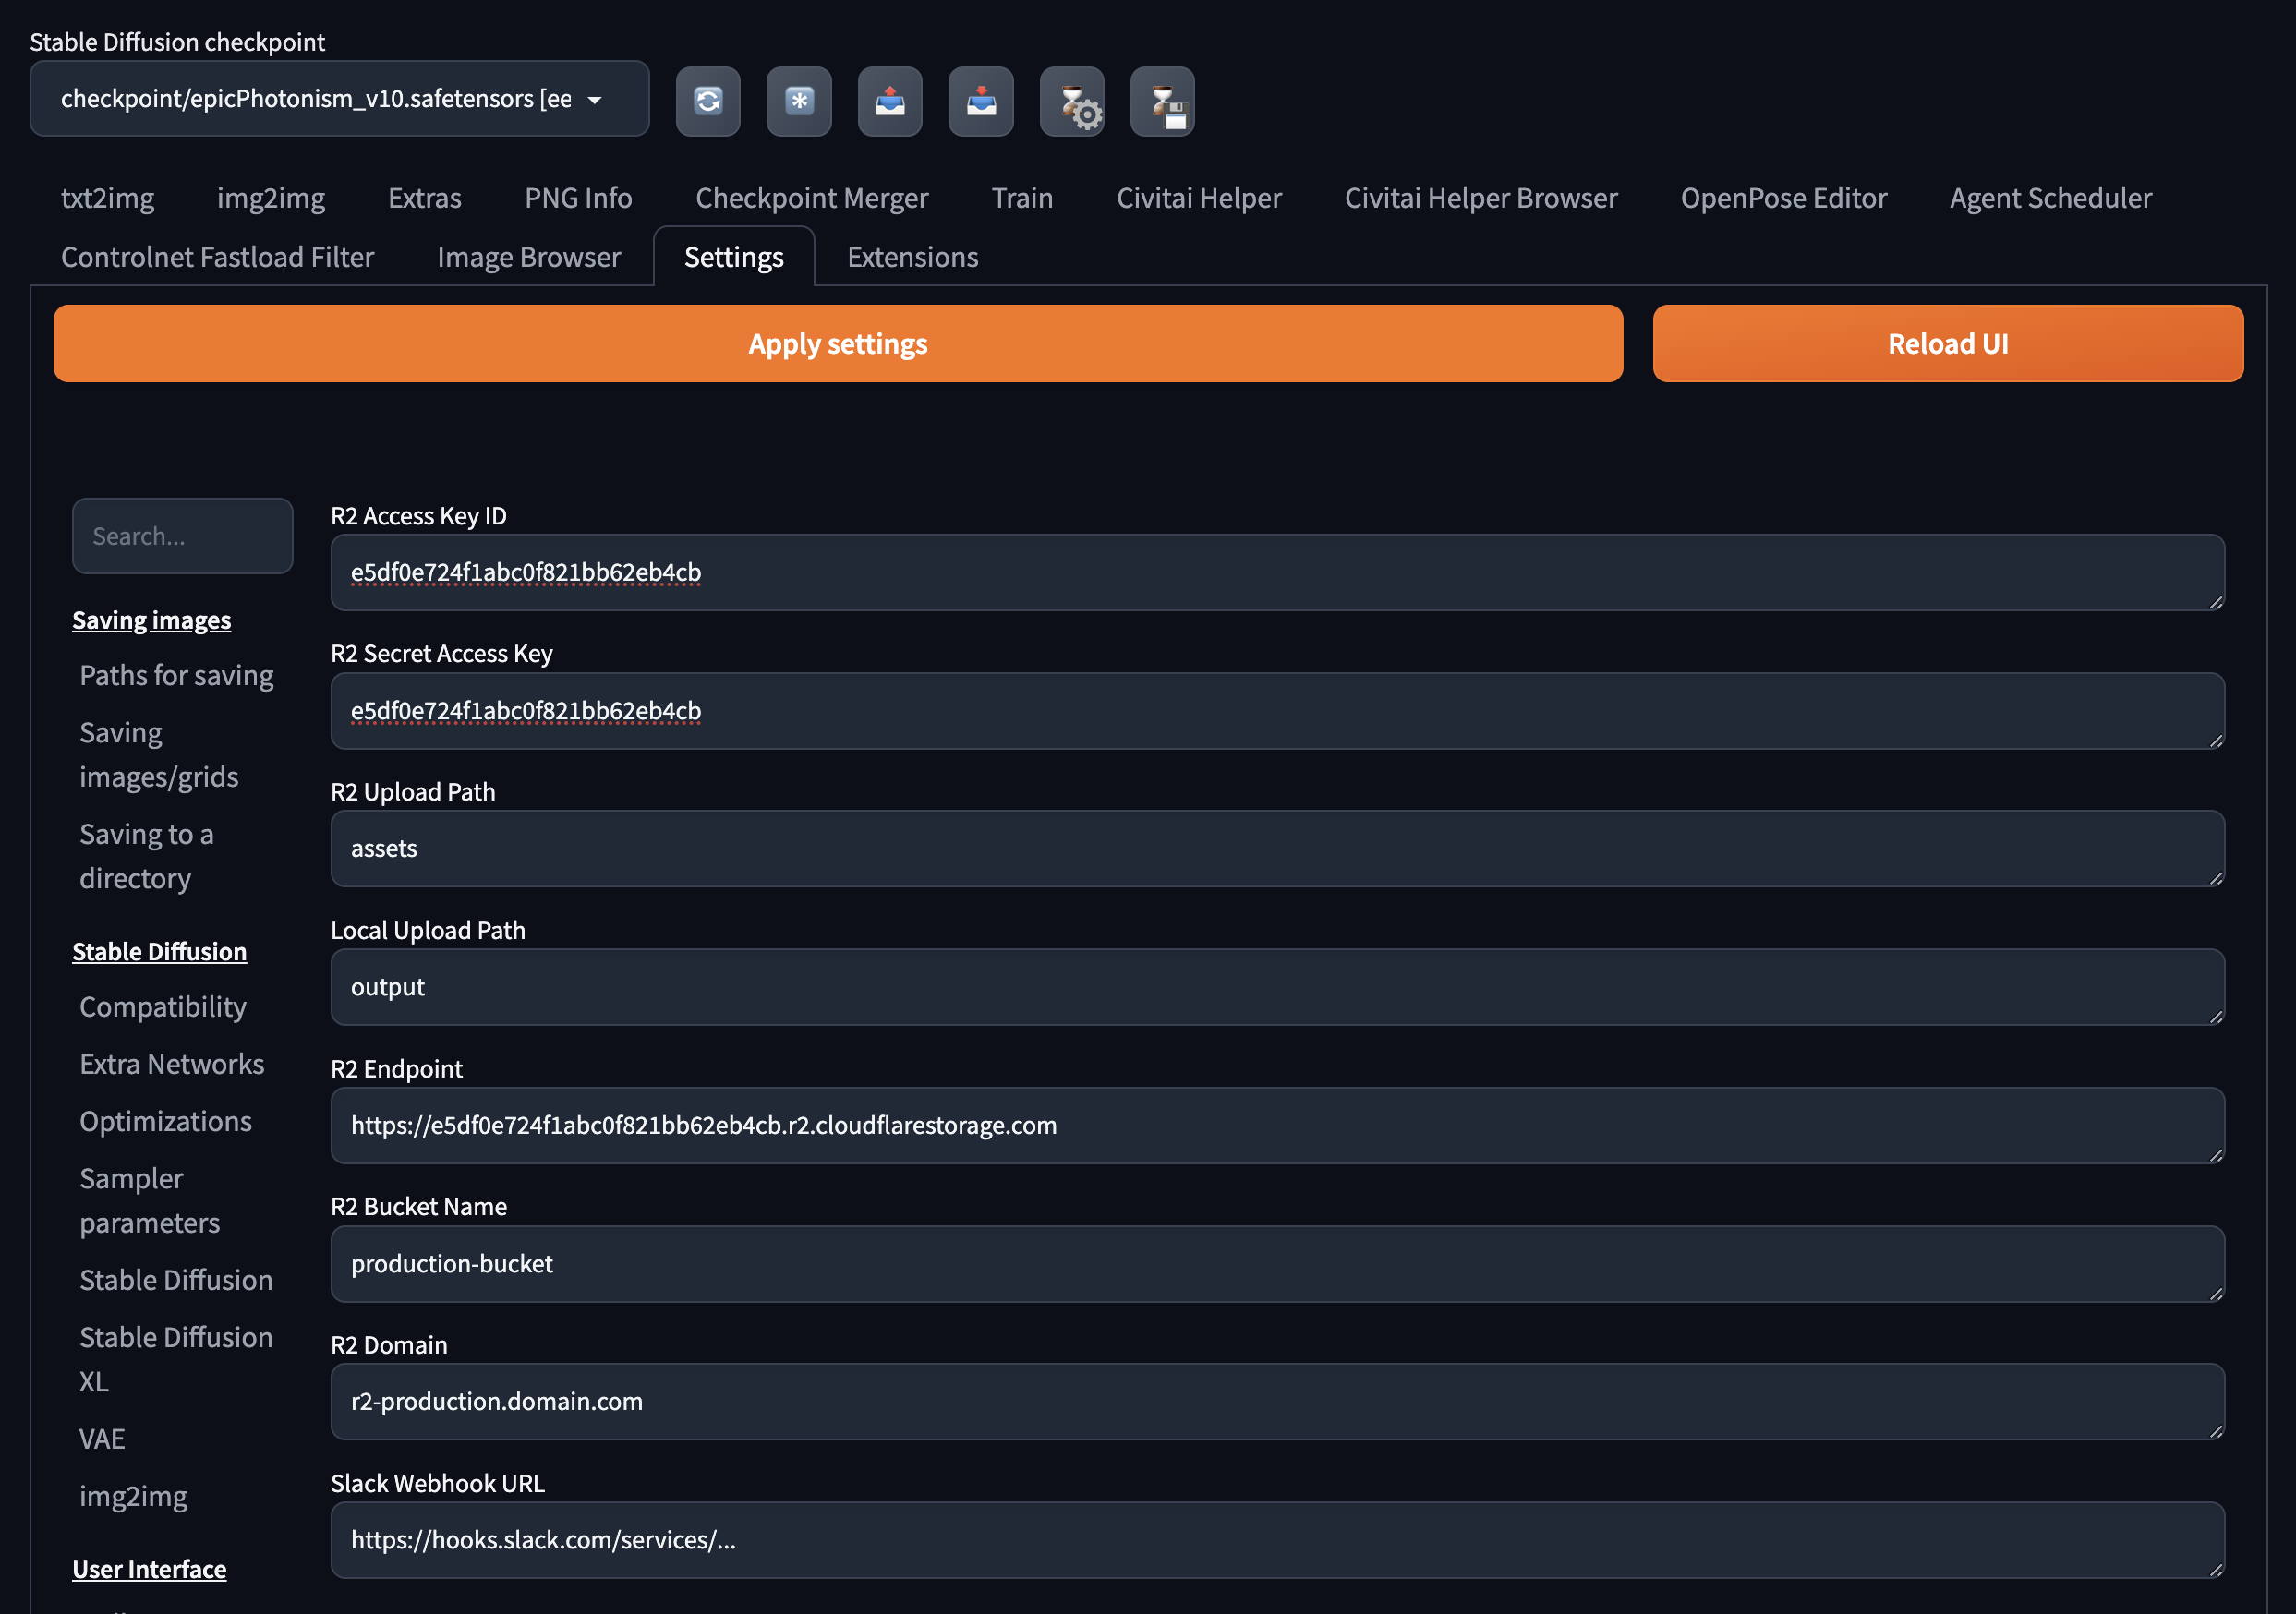 Stable Diffusion checkpoint
checkpoint/epicPhotonism_v10.safetensors [ee
txt2img img2img Extras PNG Info Checkpoint Merger Train Civitai Helper Civitai Helper Browser OpenPose Editor Agent Scheduler
Controlnet Fastload Filter Image Browser Settings Extensions
Apply settings Reload UI
Search...
Saving images
Paths for saving
Saving
images/grids
Saving to a
directory
Stable Diffusion
Compatibility
Extra Networks
Optimizations
Sampler
parameters
Stable Diffusion
Stable Diffusion
XL
VAE
img2img
User Interface
R2 Access Key ID
e5df0e724f1abc0f821bb62eb4cb
R2 Secret Access Key
e5df0e724f1abc0f821bb62eb4cb
R2 Upload Path
assets
Local Upload Path
output
R2 Endpoint
https://e5df0e724f1abc0f821bb62eb4cb.r2.cloudflarestorage.com
R2 Bucket Name
production-bucket
R2 Domain
r2-production.domain.com
Slack Webhook URL
https://hooks.slack.com/services/...